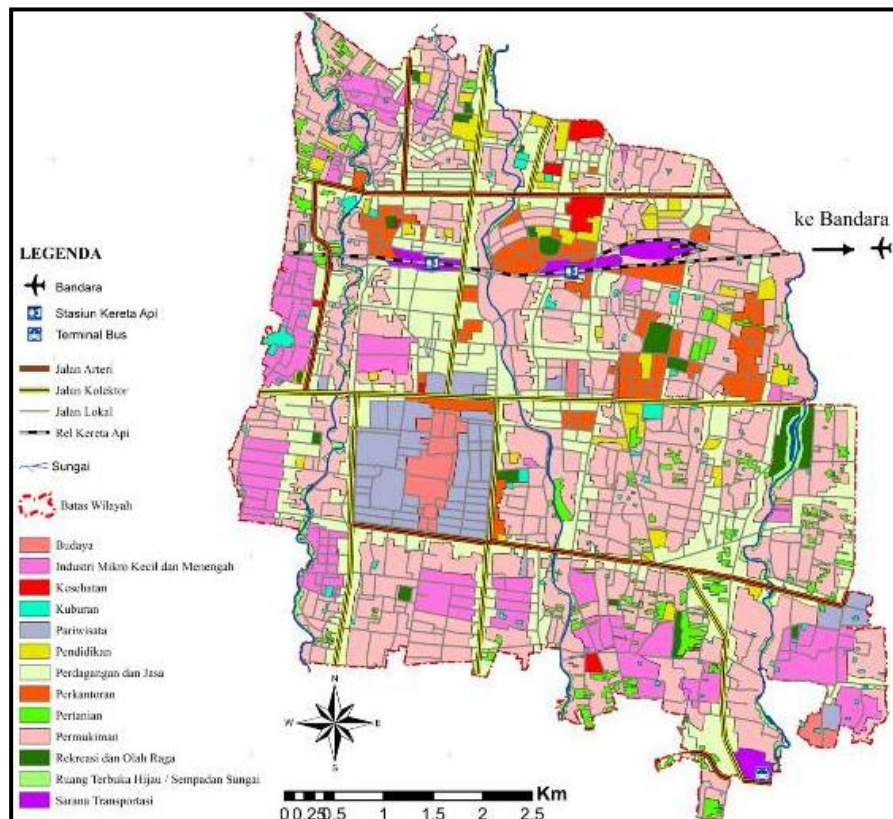 ke Bandara
LEGENDA
Bandara
Stasiun Kereta Api
Terminal Bus
Jalan Arteri
Jalan Kolektor
Jalan Lokal
Rel Kereta Api
Sungai
Batas Wilayah
Budaya
Industri Mikro Kecil dan Menengah
Kesehatan
Kuburan
Pariwisata
Pendidikan
Perdagangan dan Jasa
Perkantoran
Pertanian
Permukiman
Rekreasi dan Olah Raga
Ruang Terbuka Hijau / Sempadan Sungai
Sarana Transportasi
N
W E
S
Km
0 0.25 0.5 1 1.5 2 2.5